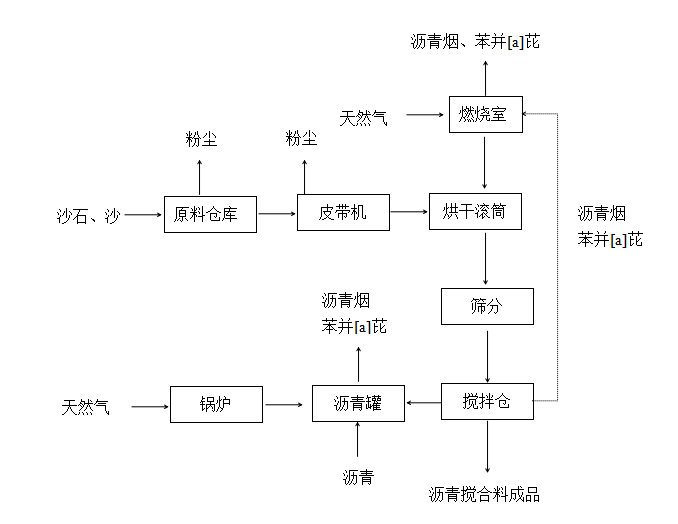 沥青烟、苯并[a]芘
天然气
燃烧室
粉尘
粉尘
沙石、沙
原料仓库
皮带机
烘干滚筒
沥青烟
苯并[a]芘
沥青烟
苯并[a]芘
筛分
天然气
锅炉
沥青罐
搅拌仓
沥青
沥青搅合料成品